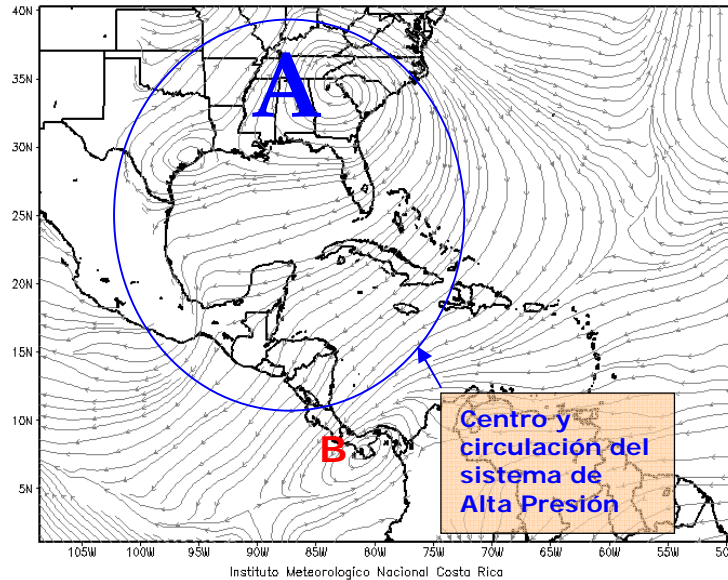 40N
A
35N
30N
25N
20N
15N
10N
B
Centro y
circulación del
sistema de
Alta Presión
5N
105W 100W 95W 90W 85W 80W 75W 70W 65W 60W 55W 50W
Instituto Meteorologico Nacional Costa Rica